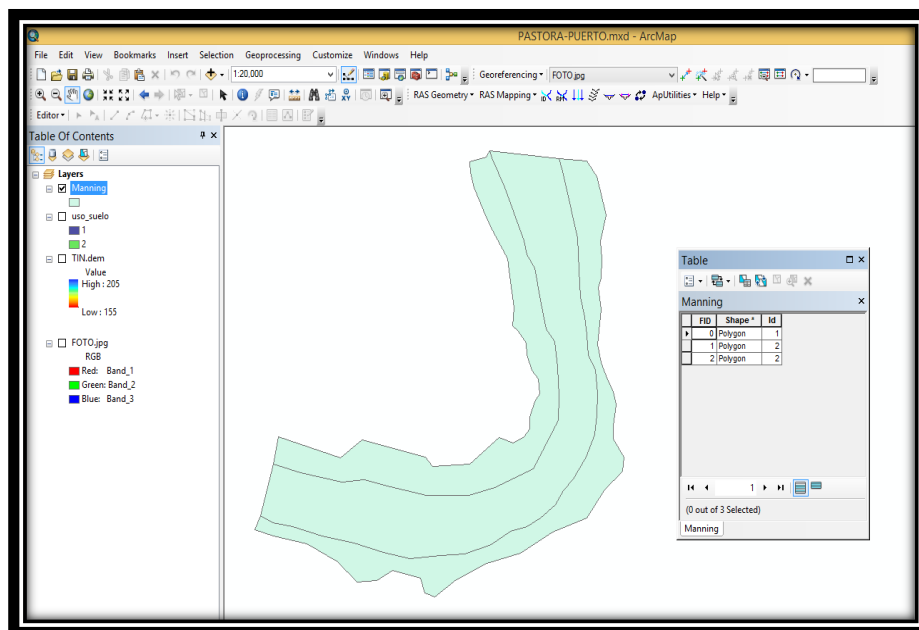 PASTORA-PUERTO.mxd - ArcMap
File Edit View Bookmarks Insert Selection Geoprocessing Customize Windows Help
1:20,000 Georeferencing FOTO.jpg
RAS Geometry RAS Mapping ApUtilities Help
Editor
Table Of Contents
Layers
Manning
uso_suelo
1
2
TIN.dem
Value
High : 205
Low : 155
FOTO.jpg
RGB
Red: Band_1
Green: Band_2
Blue: Band_3
Table
Manning
FID Shape * Id
0 Polygon 1
1 Polygon 2
2 Polygon 2
1
(0 out of 3 Selected)
Manning